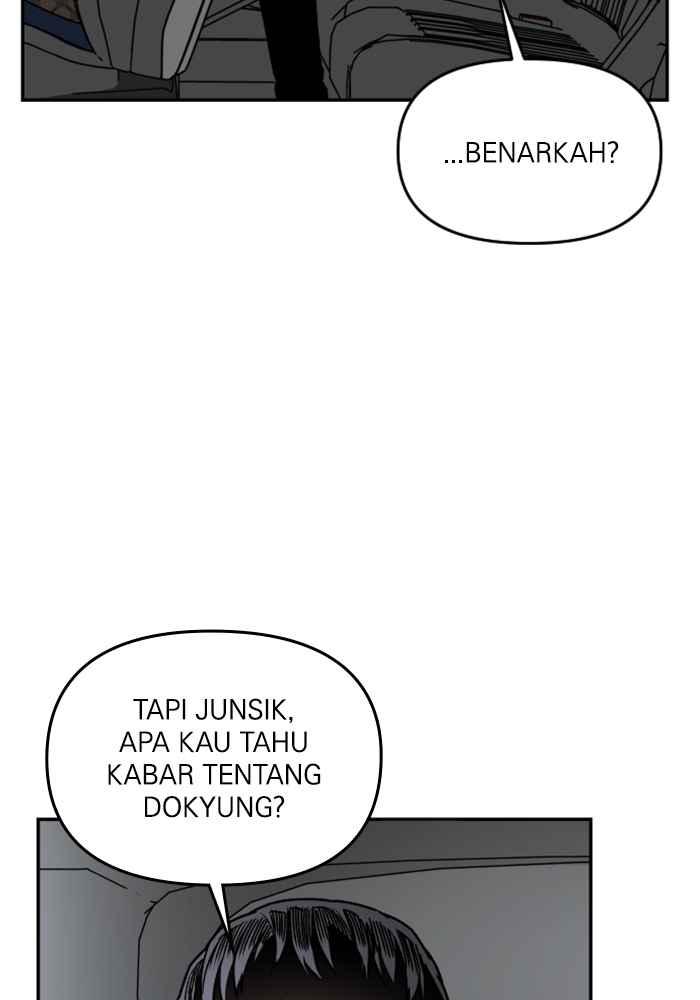 ...BENARKAH?
TAPI JUNSIK,
APA KAU TAHU
KABAR TENTANG
DOKYUNG?